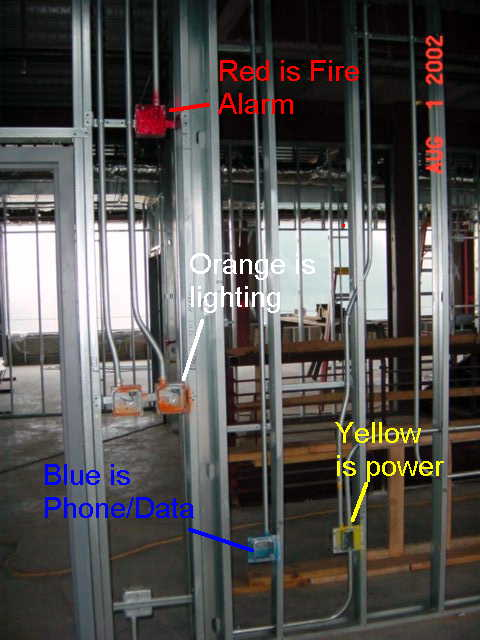 Red is Fire
Alarm
AUG 1 2002
Orange is
lighting
Yellow
is power
Blue is
Phone/Data